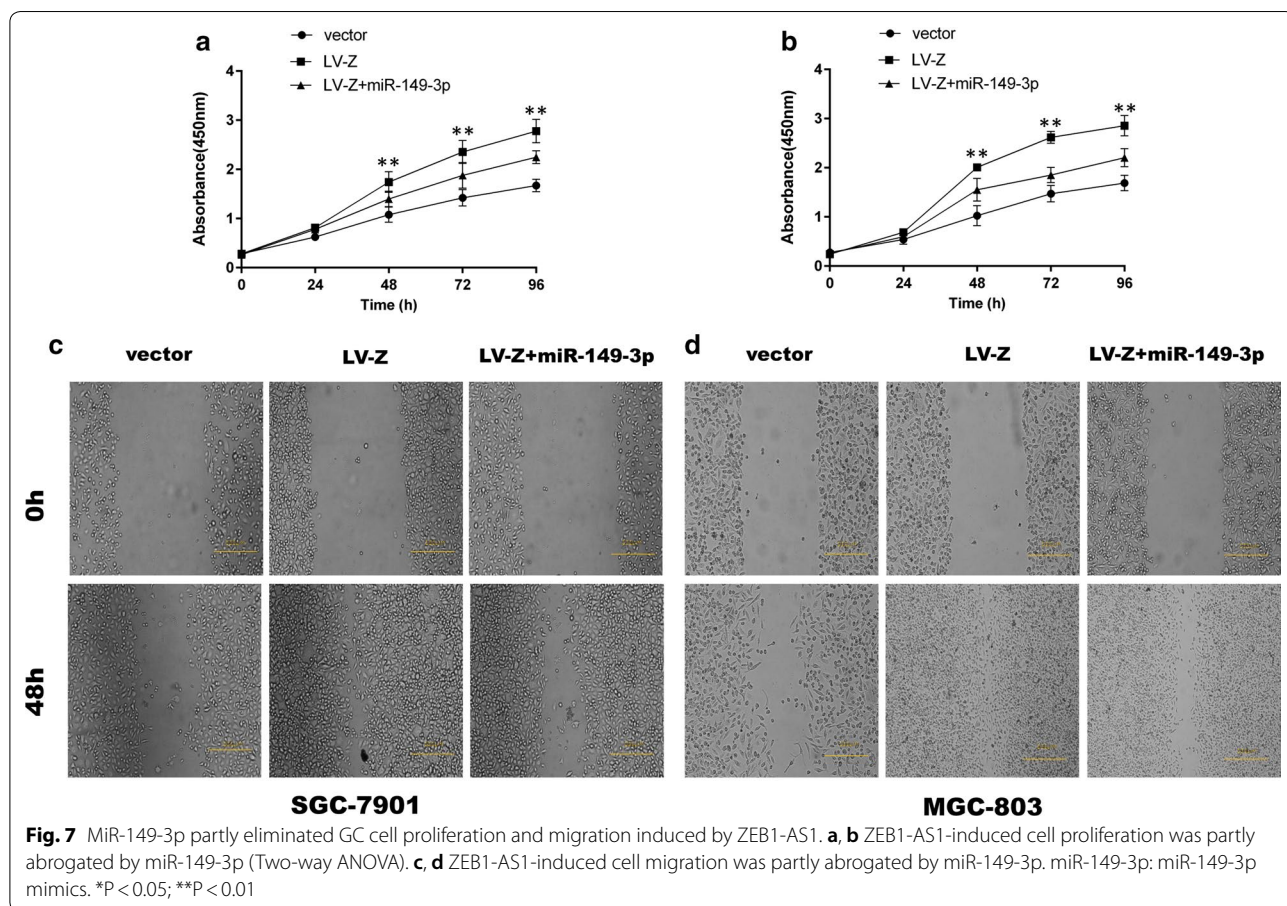 a
vector
LV-Z
LV-Z+miR-149-3p
Absorbance(450nm)
4
3
2
1
0
**
**
**
0 24 48 72 96
Time (h)
b
vector
LV-Z
LV-Z+miR-149-3p
Absorbance(450nm)
4
3
2
1
0
**
**
**
0 24 48 72 96
Time (h)
c
vector LV-Z LV-Z+miR-149-3p
d
vector LV-Z LV-Z+miR-149-3p
0h
48h
SGC-7901
MGC-803
Fig. 7 MiR-149-3p partly eliminated GC cell proliferation and migration induced by ZEB1-AS1. a, b ZEB1-AS1-induced cell proliferation was partly
abrogated by miR-149-3p (Two-way ANOVA). c, d ZEB1-AS1-induced cell migration was partly abrogated by miR-149-3p. miR-149-3p: miR-149-3p
mimics. *P < 0.05; **P < 0.01